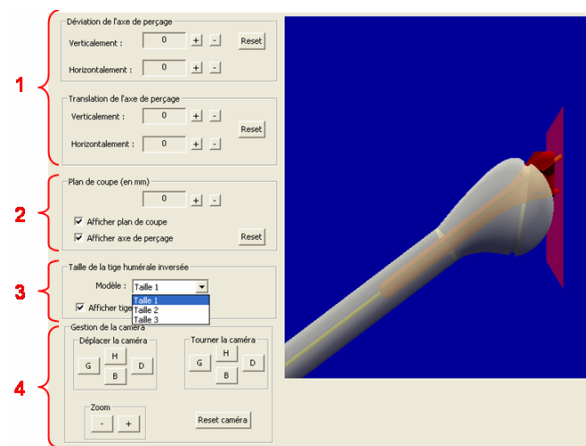 1
Déviation de l'axe de perçage
Verticalement : 0 + - Reset
Horizontalement : 0 + -
Translation de l'axe de perçage
Verticalement : 0 + -
Reset
Horizontalement : 0 + -
2
Plan de coupe (en mm)
0 + -
Afficher plan de coupe
Afficher axe de perçage Reset
3
Taille de la tige humérale inversée
Modèle : Taille 1
Taille 1
Afficher tige
Taille 2
Taille 3
4
Gestion de la caméra
Déplacer la caméra
H
G D
B
Tourner la caméra
H
G D
B
Zoom
- +
Reset caméra